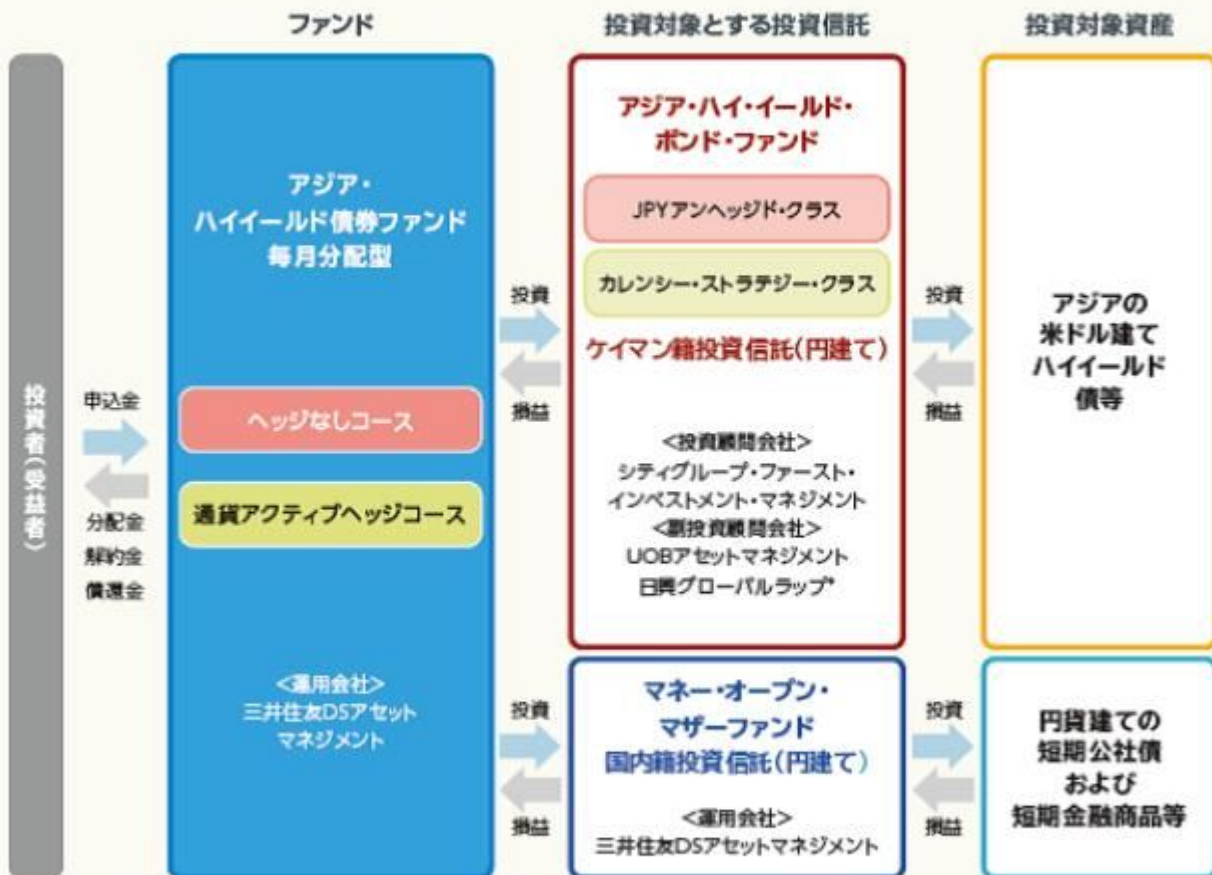 ファンド
投資対象とする投資信託
投資対象資産
投資者(受益者)
申込金
分配金
解約金
償還金
アジア・
ハイイールド債券ファンド
毎月分配型
ヘッジなしコース
通貨アクティブヘッジコース
<運用会社>
三井住友DSアセット
マネジメント
投資
損益
投資
損益
アジア・ハイ・イールド・
ボンド・ファンド
JPYアンヘッジド・クラス
カレンシー・ストラテジー・クラス
ケイマン籍投資信託(円建て)
<投資顧問会社>
シティグループ・ファースト・
インベストメント・マネジメント
<副投資顧問会社>
UOBアセットマネジメント
日興グローバルラップ*
マネー・オープン・
マザーファンド
国内籍投資信託(円建て)
<運用会社>
三井住友DSアセットマネジメント
投資
損益
投資
損益
アジアの
米ドル建て
ハイイールド
債等
円貨建ての
短期公社債
および
短期金融商品等